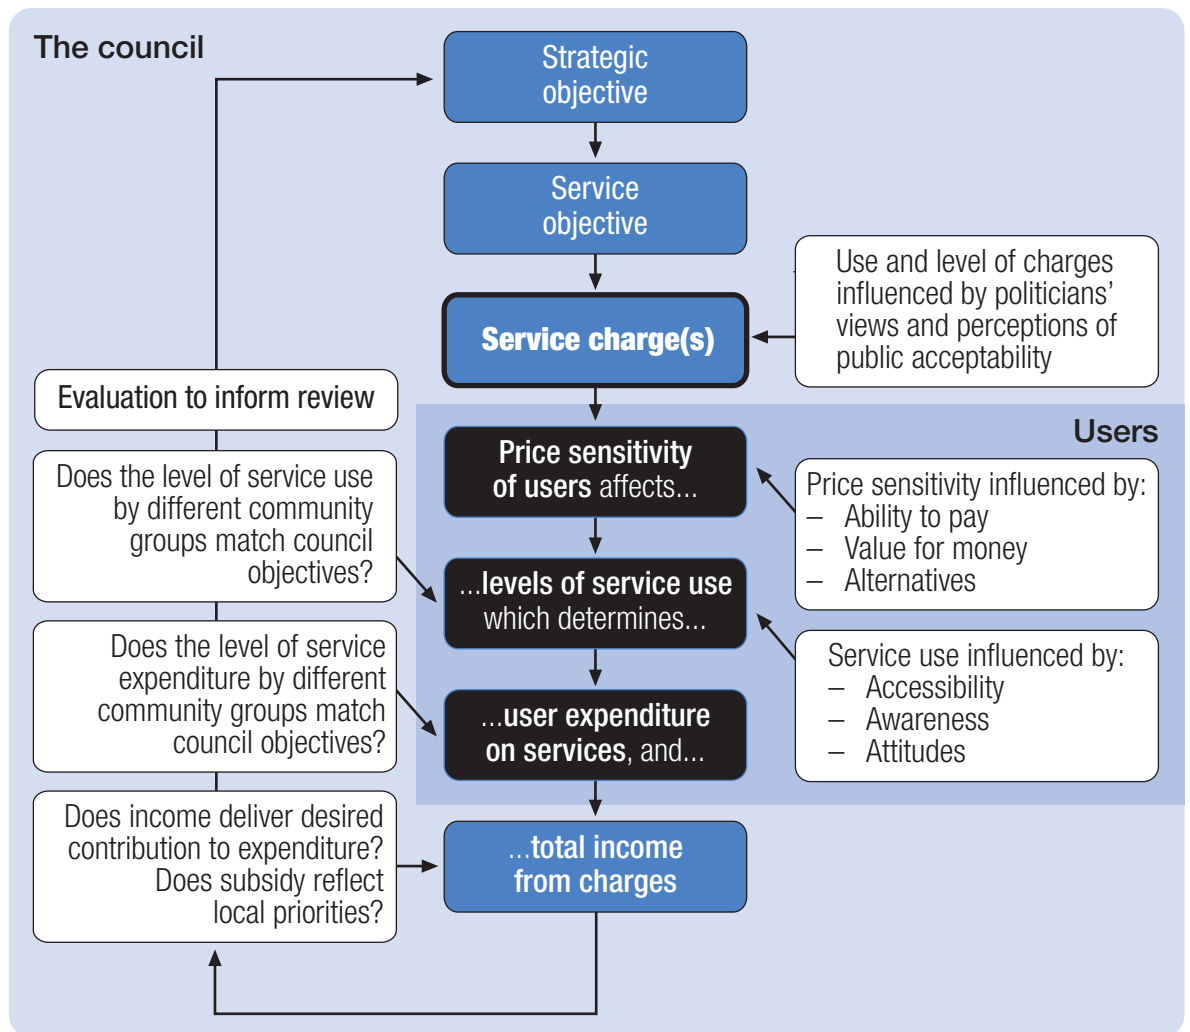 The council
Strategic
objective
Service
objective
Service charge(s)
Use and level of charges
influenced by politicians’
views and perceptions of
public acceptability
Evaluation to inform review
Users
Price sensitivity
of users affects...
Price sensitivity influenced by:
– Ability to pay
– Value for money
– Alternatives
Does the level of service use
by different community
groups match council
objectives?
...levels of service use
which determines...
Service use influenced by:
– Accessibility
– Awareness
– Attitudes
Does the level of service
expenditure by different
community groups match
council objectives?
...user expenditure
on services, and...
Does income deliver desired
contribution to expenditure?
Does subsidy reflect
local priorities?
...total income
from charges